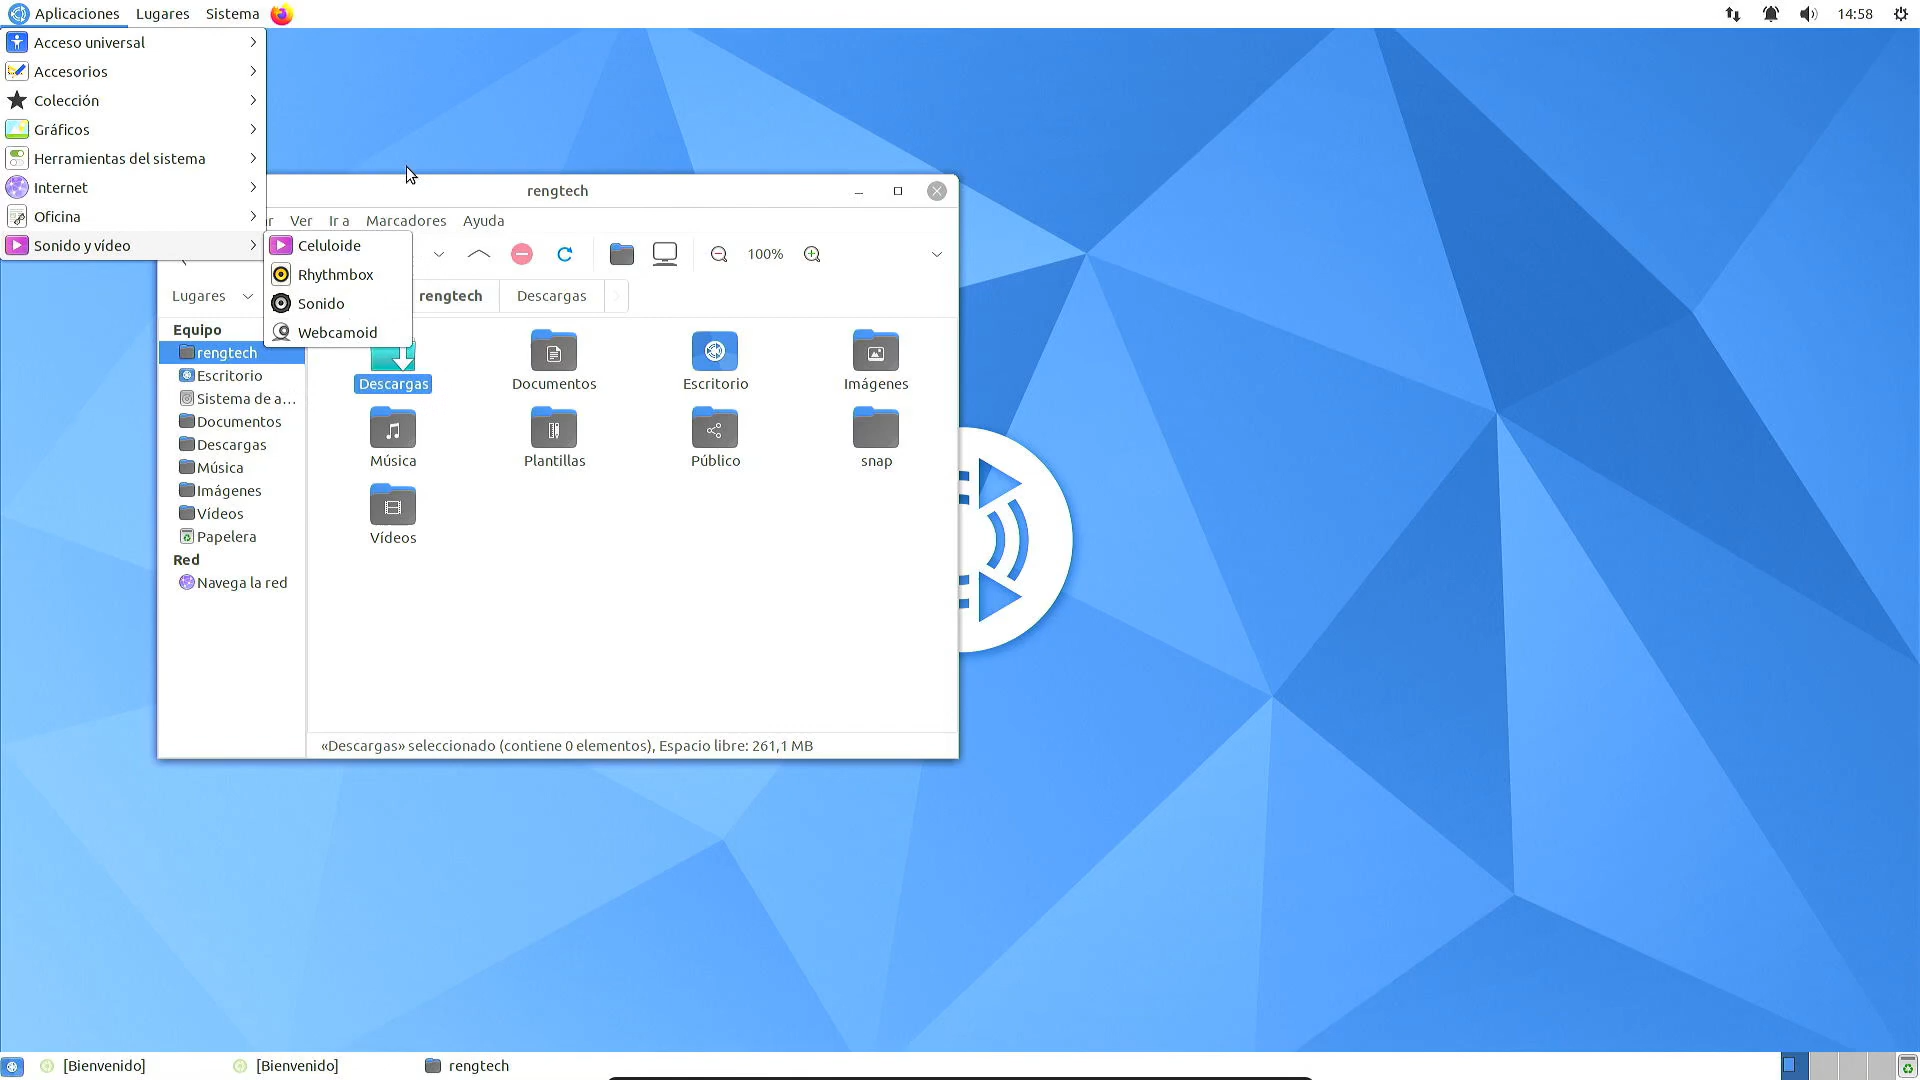 Aplicaciones Lugares Sistema 14:58
Acceso universal
Accesorios
Colección
Gráficos
Herramientas del sistema
Internet
Oficina
Sonido y vídeo
Celuloide
Rhythmbox
Sonido
Webcamoid
rengtech
Ver Ir a Marcadores Ayuda
100%
Lugares
rengtech Descargas
Equipo
rengtech
Escritorio
Sistema de a...
Documentos
Descargas
Música
Imágenes
Vídeos
Papelera
Red
Navega la red
Descargas Documentos Escritorio Imágenes
Música Plantillas Público snap
Vídeos
«Descargas» seleccionado (contiene 0 elementos), Espacio libre: 261,1 MB
[Bienvenido] [Bienvenido] rengtech